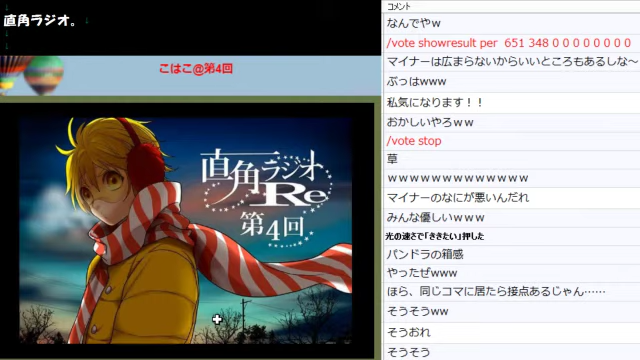 直角ラジオ。
こはこ@第4回
直角ラジオ
Re
第4回
コメント
なんでやw
/vote showresult per 651 348 0 0 0 0 0 0 0 0
マイナーは広まらないからいいところもあるしな～
ぶっはwww
私気になります！！
おかしいやろｗｗ
/vote stop
草
ｗｗｗｗｗｗｗｗｗｗｗｗｗ
マイナーのなにが悪いんだれ
みんな優しいｗｗｗ
光の速さで「ききたい」押した
パンドラの箱感
やったぜwww
ほら、同じコマに居たら接点あるじゃん……
そうそうww
そうおれ
そうそう